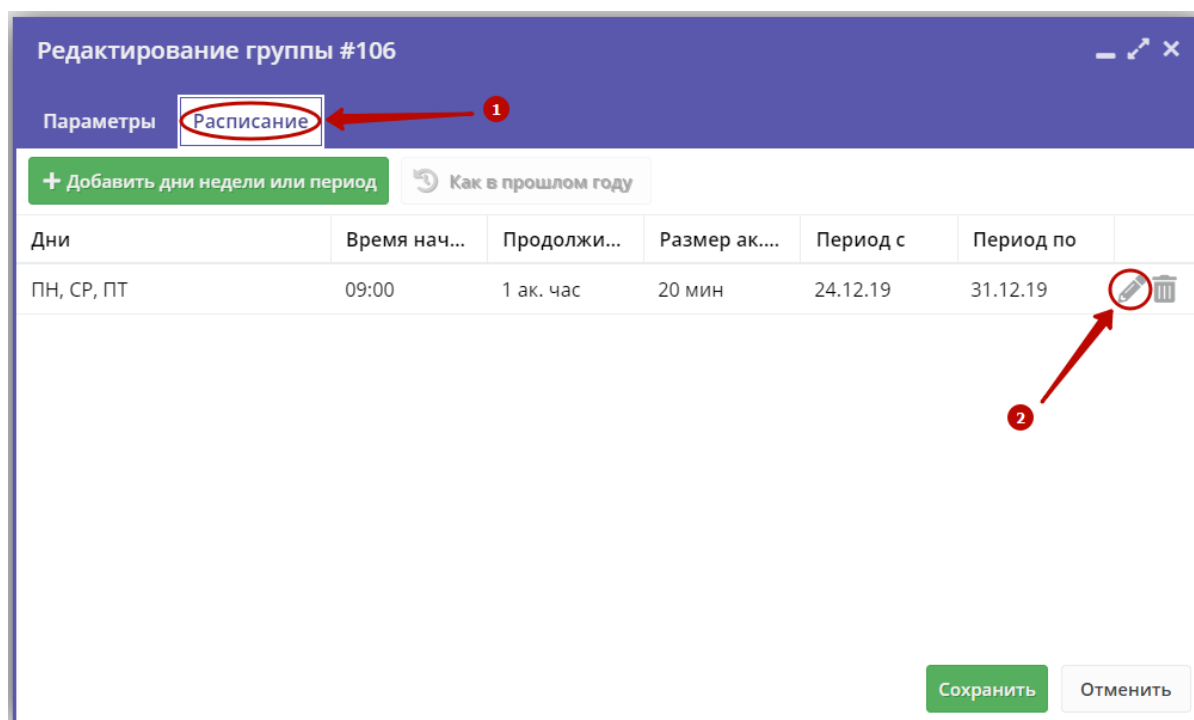 Редактирование группы #106
Параметры Расписание 1
+ Добавить дни недели или период Как в прошлом году
Дни Время нач... Продолжи... Размер ак.... Период с Период по
ПН, СР, ПТ 09:00 1 ак. час 20 мин 24.12.19 31.12.19
2
Сохранить Отменить